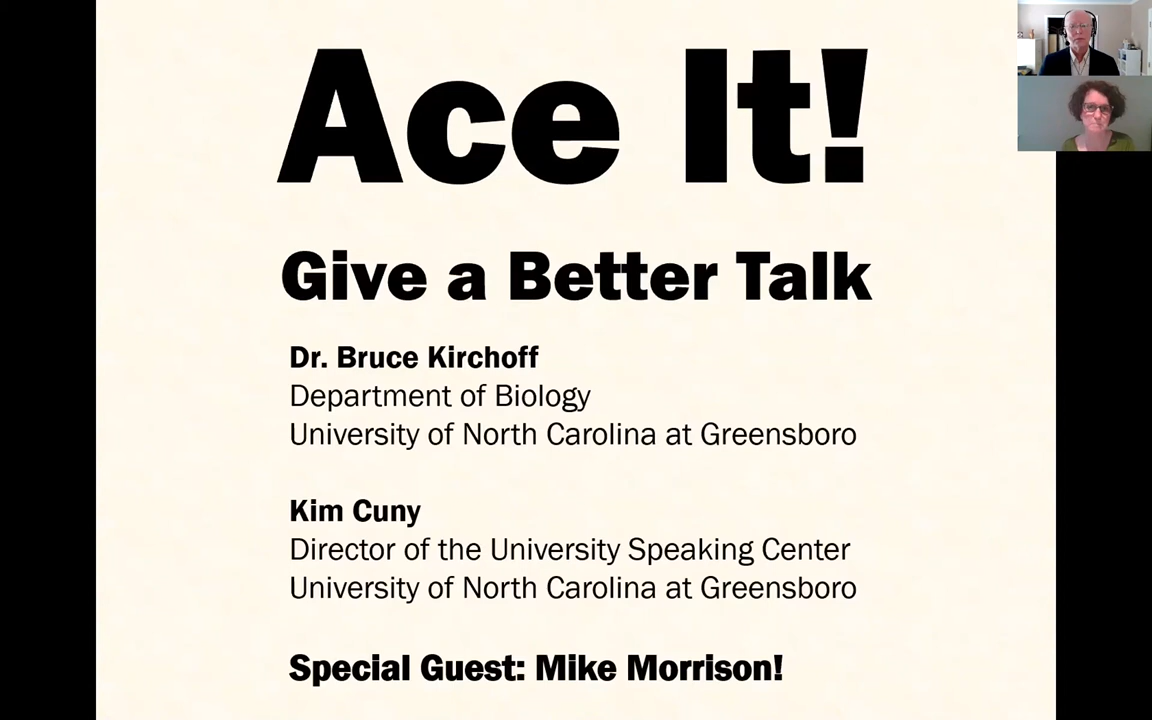 Ace It!
Give a Better Talk
Dr. Bruce Kirchoff
Department of Biology
University of North Carolina at Greensboro
Kim Cuny
Director of the University Speaking Center
University of North Carolina at Greensboro
Special Guest: Mike Morrison!